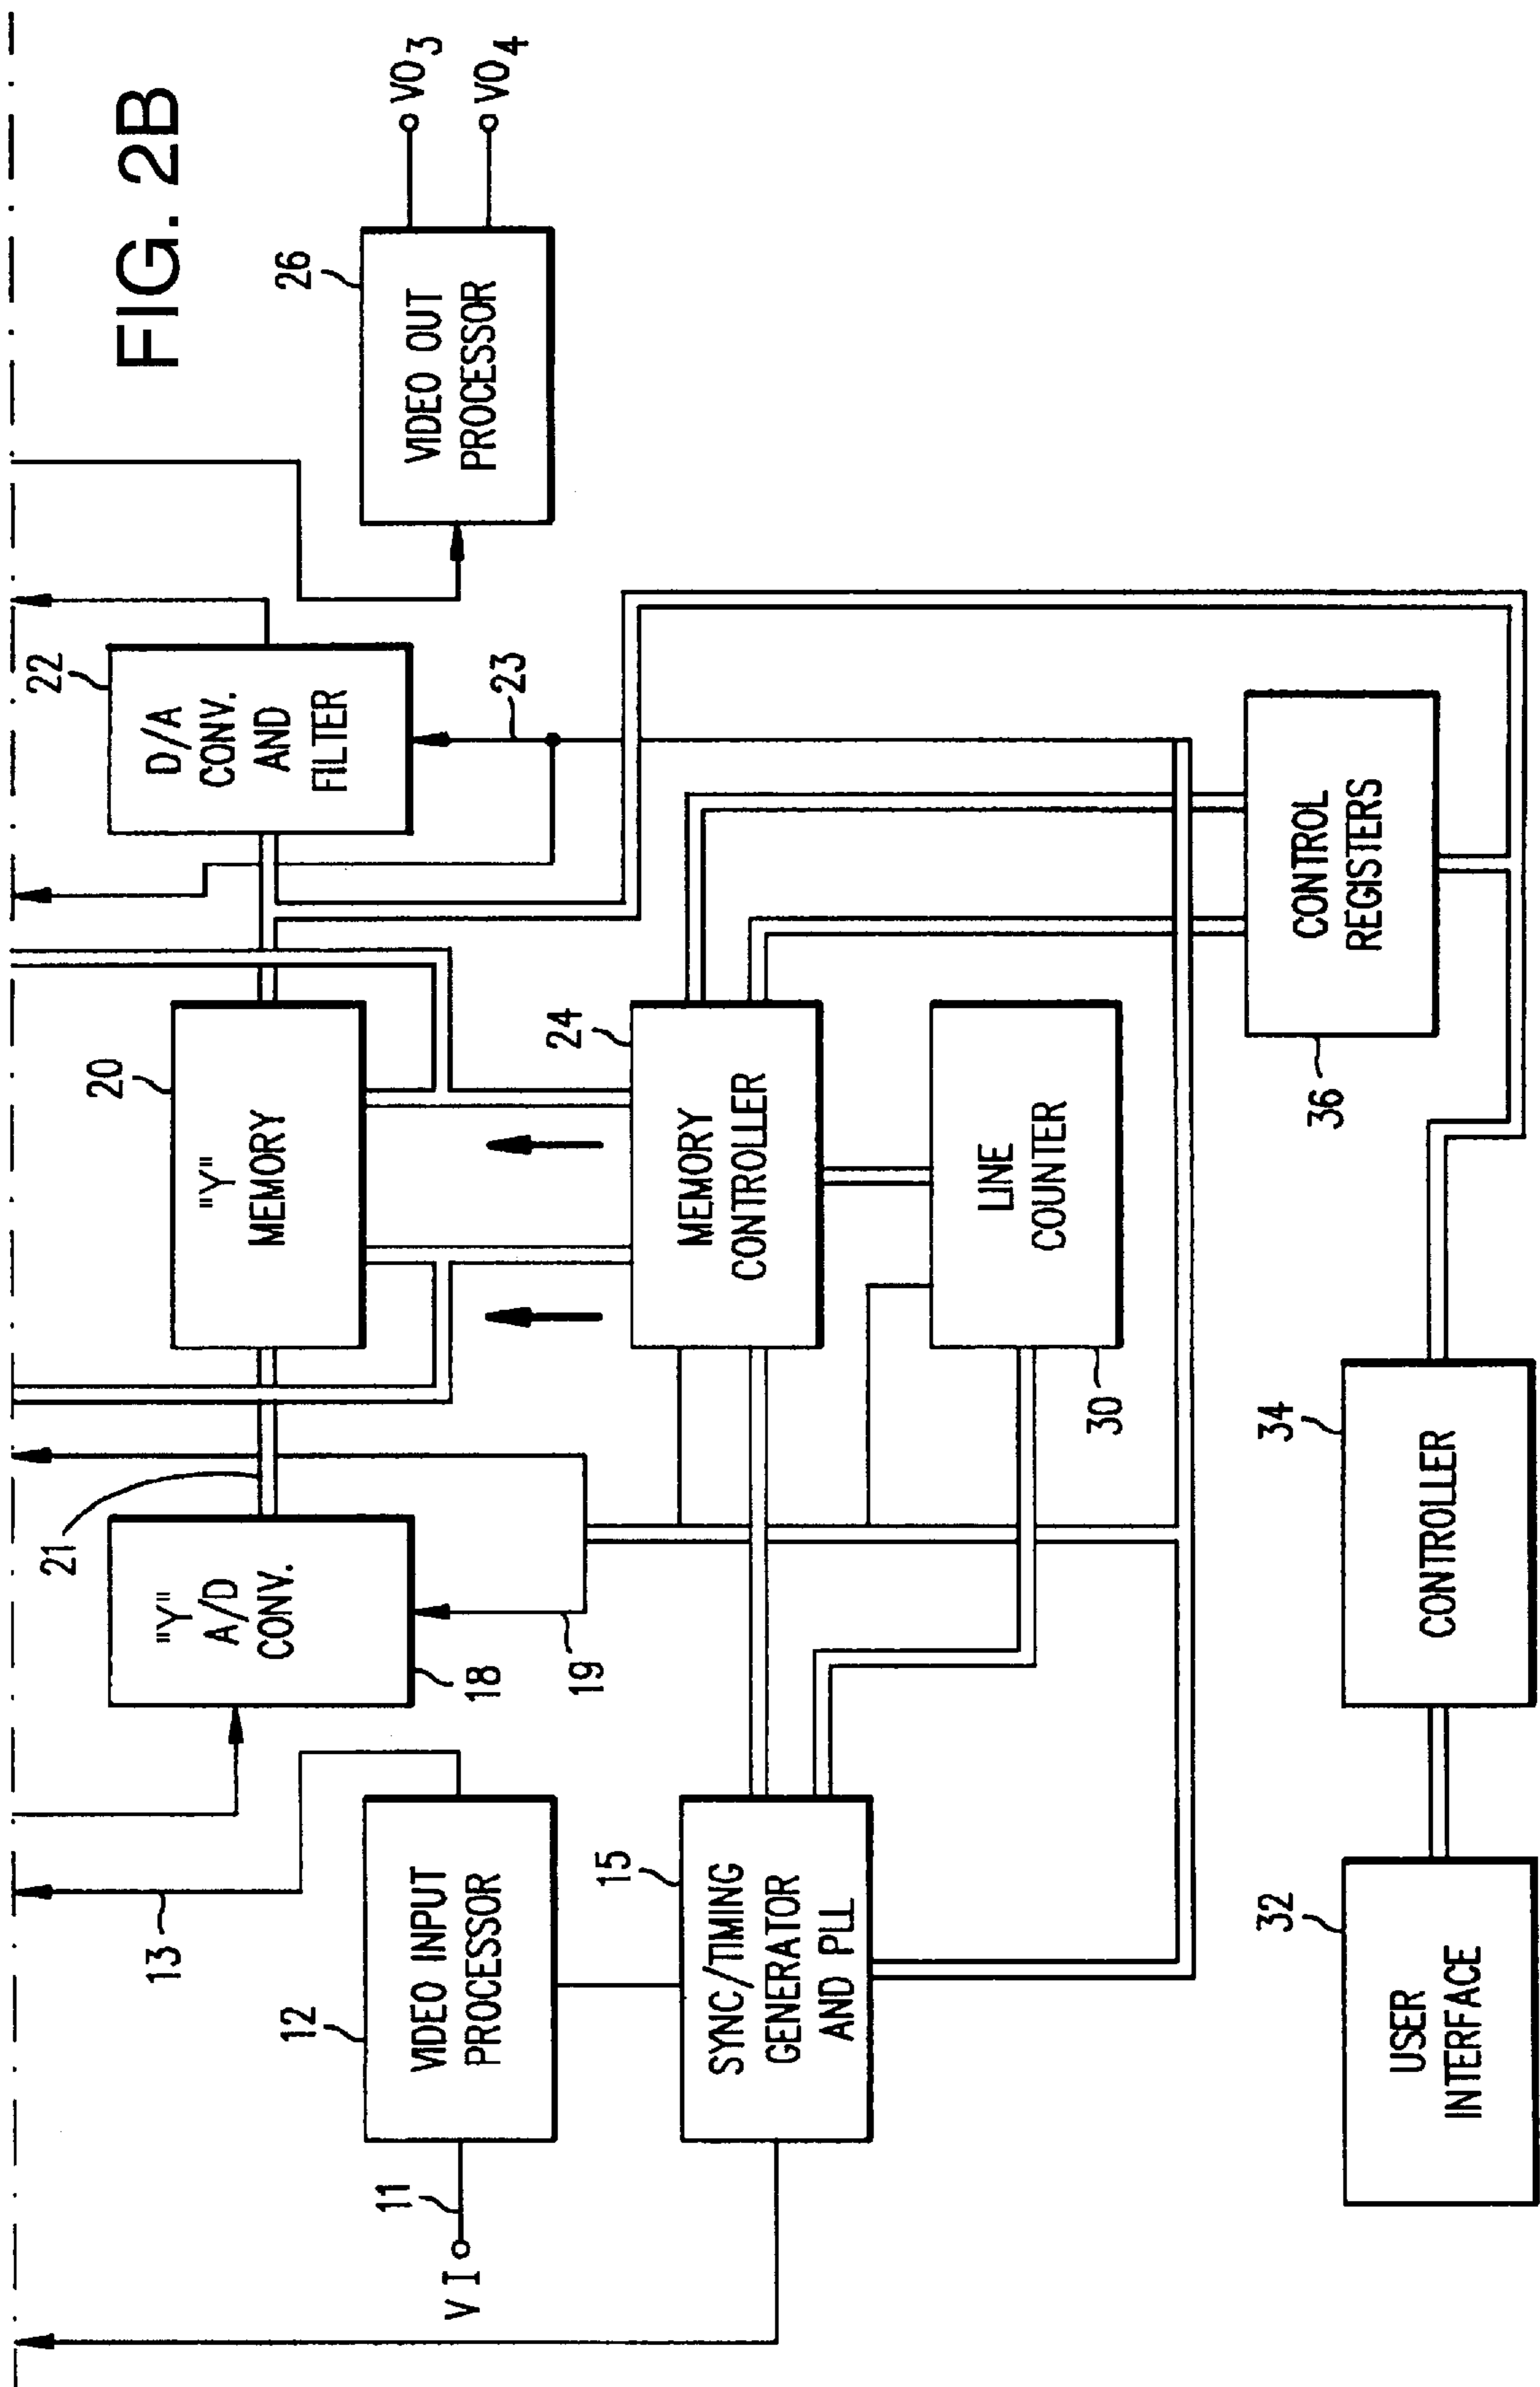 FIG. 2B
13
21
20
22
"Y"
A/D
CONV.
18
"Y"
MEMORY
D/A
CONV.
AND
FILTER
26
VIDEO OUT
PROCESSOR
VO3
VO4
12
VIDEO INPUT
PROCESSOR
11
V I
19
23
15
SYNC/TIMING
GENERATOR
AND PLL
24
MEMORY
CONTROLLER
LINE
COUNTER
30
32
USER
INTERFACE
34
CONTROLLER
CONTROL
REGISTERS
36